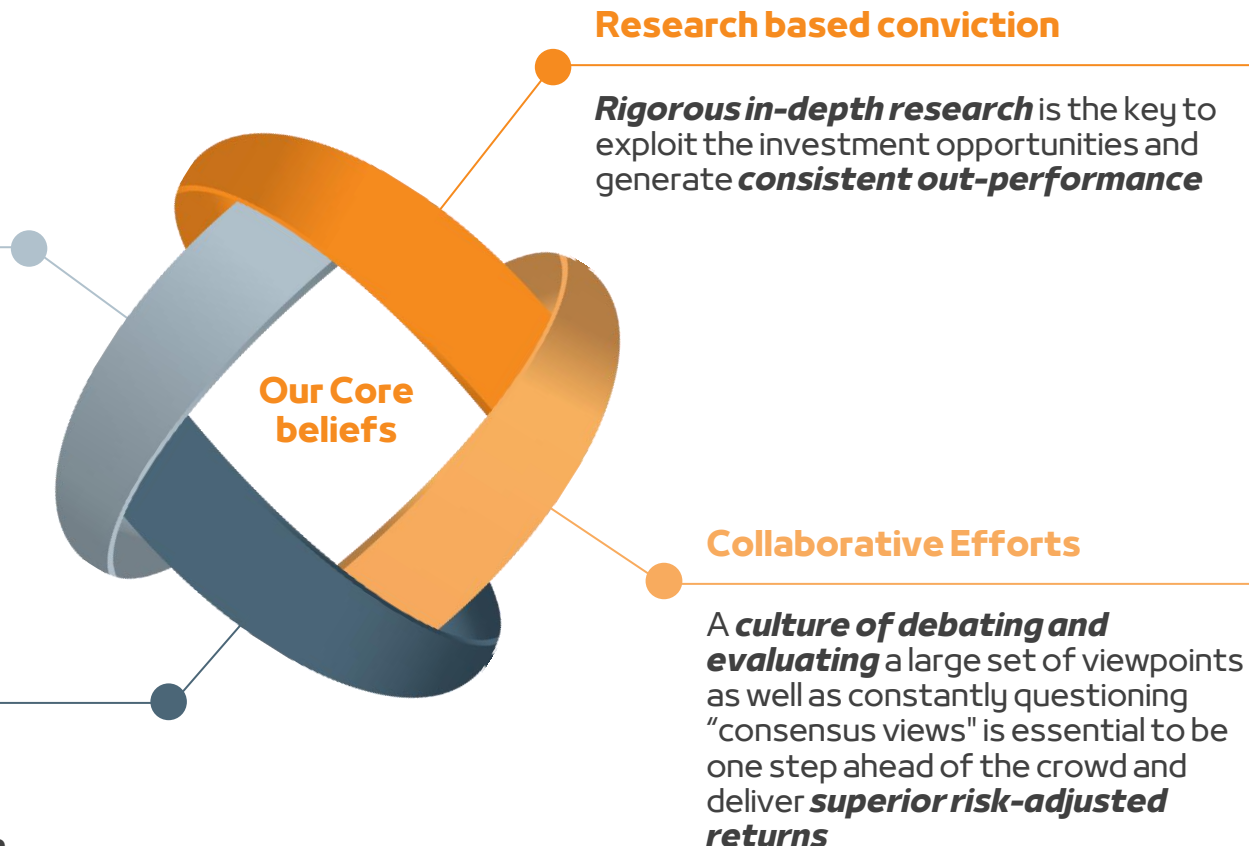 Research based conviction
Rigorous in-depth research is the key to
exploit the investment opportunities and
generate consistent out-performance
Our Core
beliefs
Collaborative Efforts
A culture of debating and
evaluating a large set of viewpoints
as well as constantly questioning
“consensus views" is essential to be
one step ahead of the crowd and
deliver superior risk-adjusted
returns